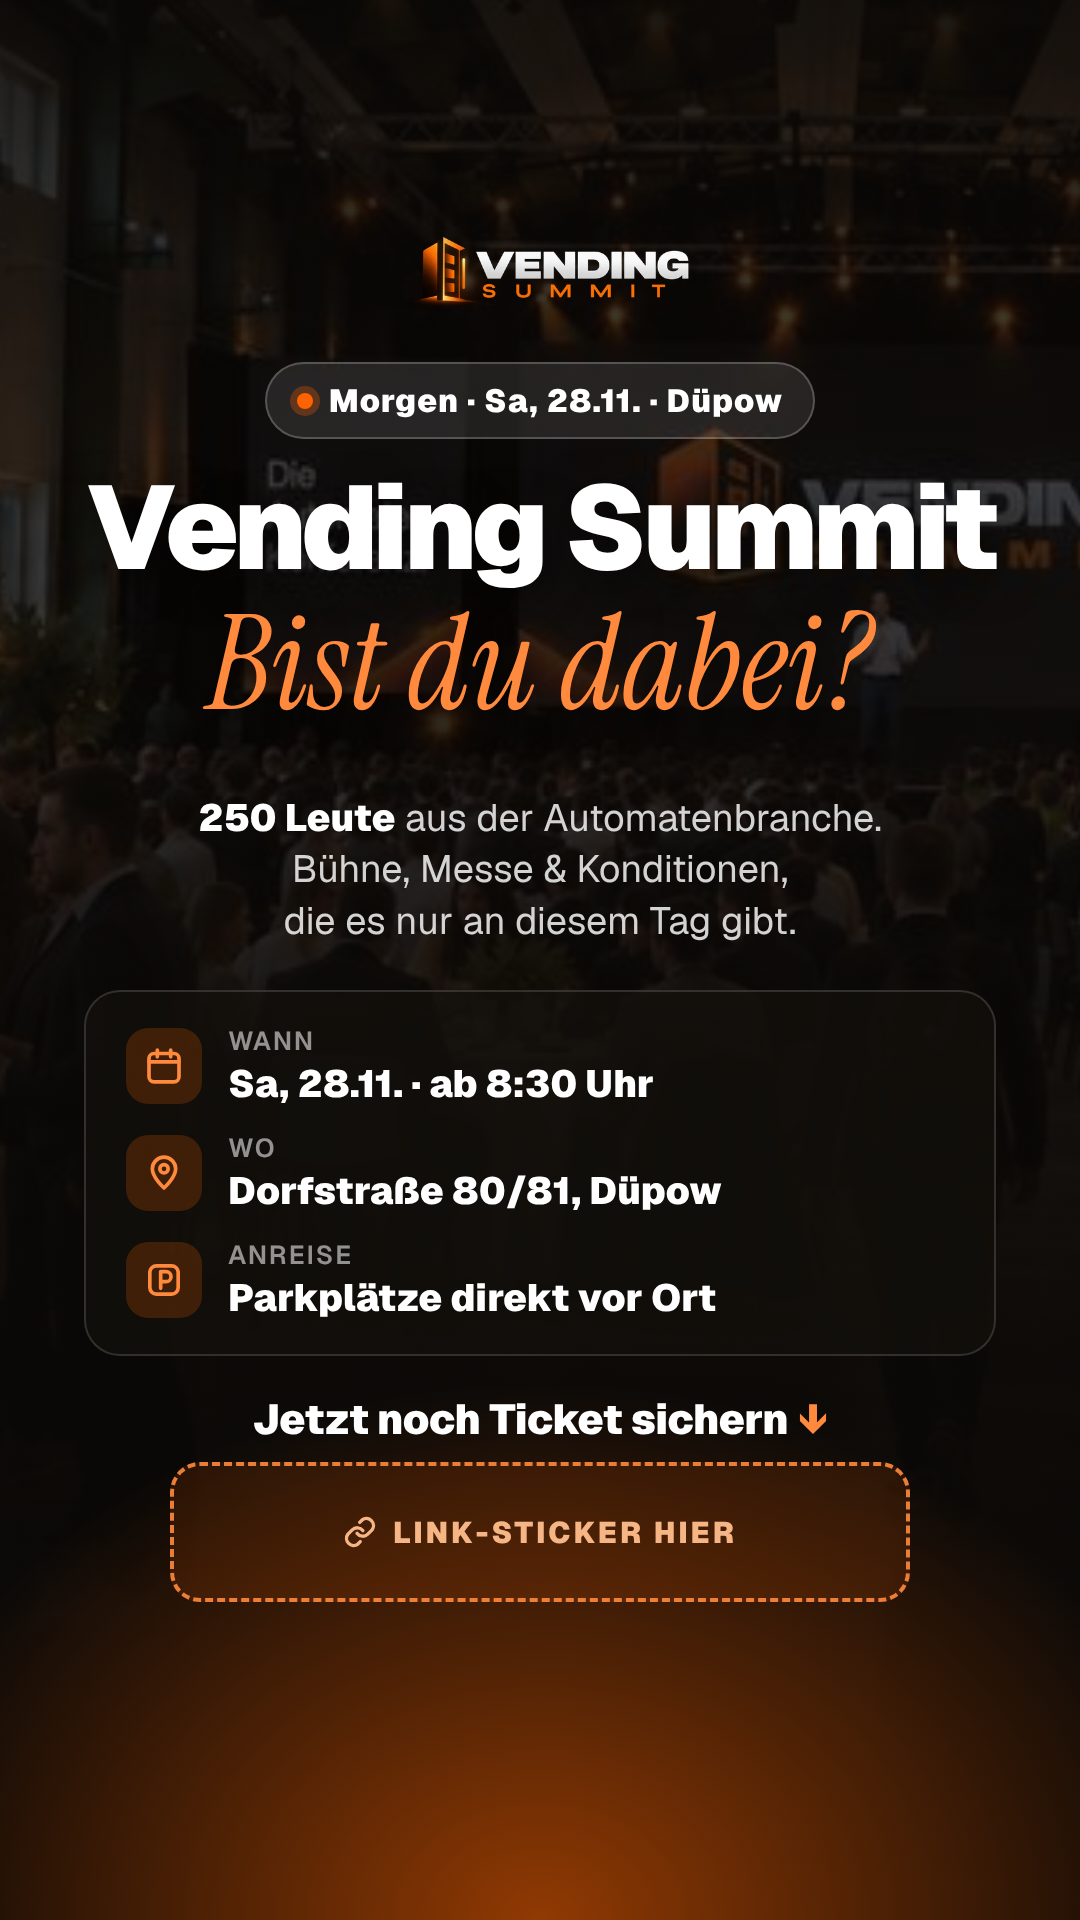 VENDING
SUMMIT
Morgen · Sa, 28.11. · Düpow
Die
Vending Summit
Bist du dabei?
250 Leute aus der Automatenbranche.
Bühne, Messe & Konditionen,
die es nur an diesem Tag gibt.
WANN
Sa, 28.11. · ab 8:30 Uhr
WO
Dorfstraße 80/81, Düpow
ANREISE
Parkplätze direkt vor Ort
Jetzt noch Ticket sichern ↓
LINK-STICKER HIER